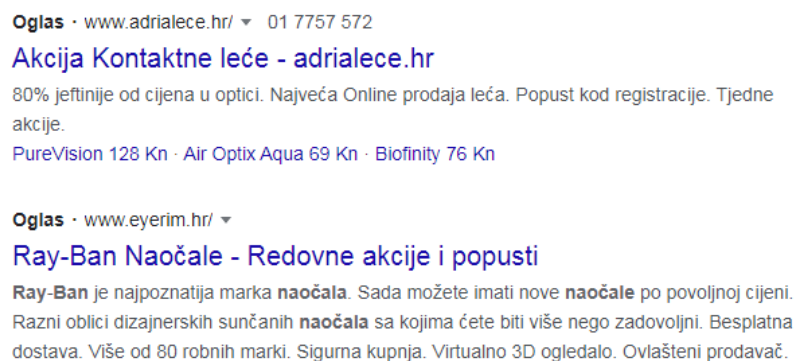 Oglas · www.adrialece.hr/ ▾ 01 7757 572
Akcija Kontaktne leće - adrialece.hr
80% jeftinije od cijena u optici. Najveća Online prodaja leća. Popust kod registracije. Tjedne
akcije.
PureVision 128 Kn · Air Optix Aqua 69 Kn · Biofinity 76 Kn
Oglas · www.eyerim.hr/ ▾
Ray-Ban Naočale - Redovne akcije i popusti
Ray-Ban je najpoznatija marka naočala. Sada možete imati nove naočale po povoljnoj cijeni.
Razni oblici dizajnerskih sunčanih naočala sa kojima ćete biti više nego zadovoljni. Besplatna
dostava. Više od 80 robnih marki. Sigurna kupnja. Virtualno 3D ogledalo. Ovlašteni prodavač.